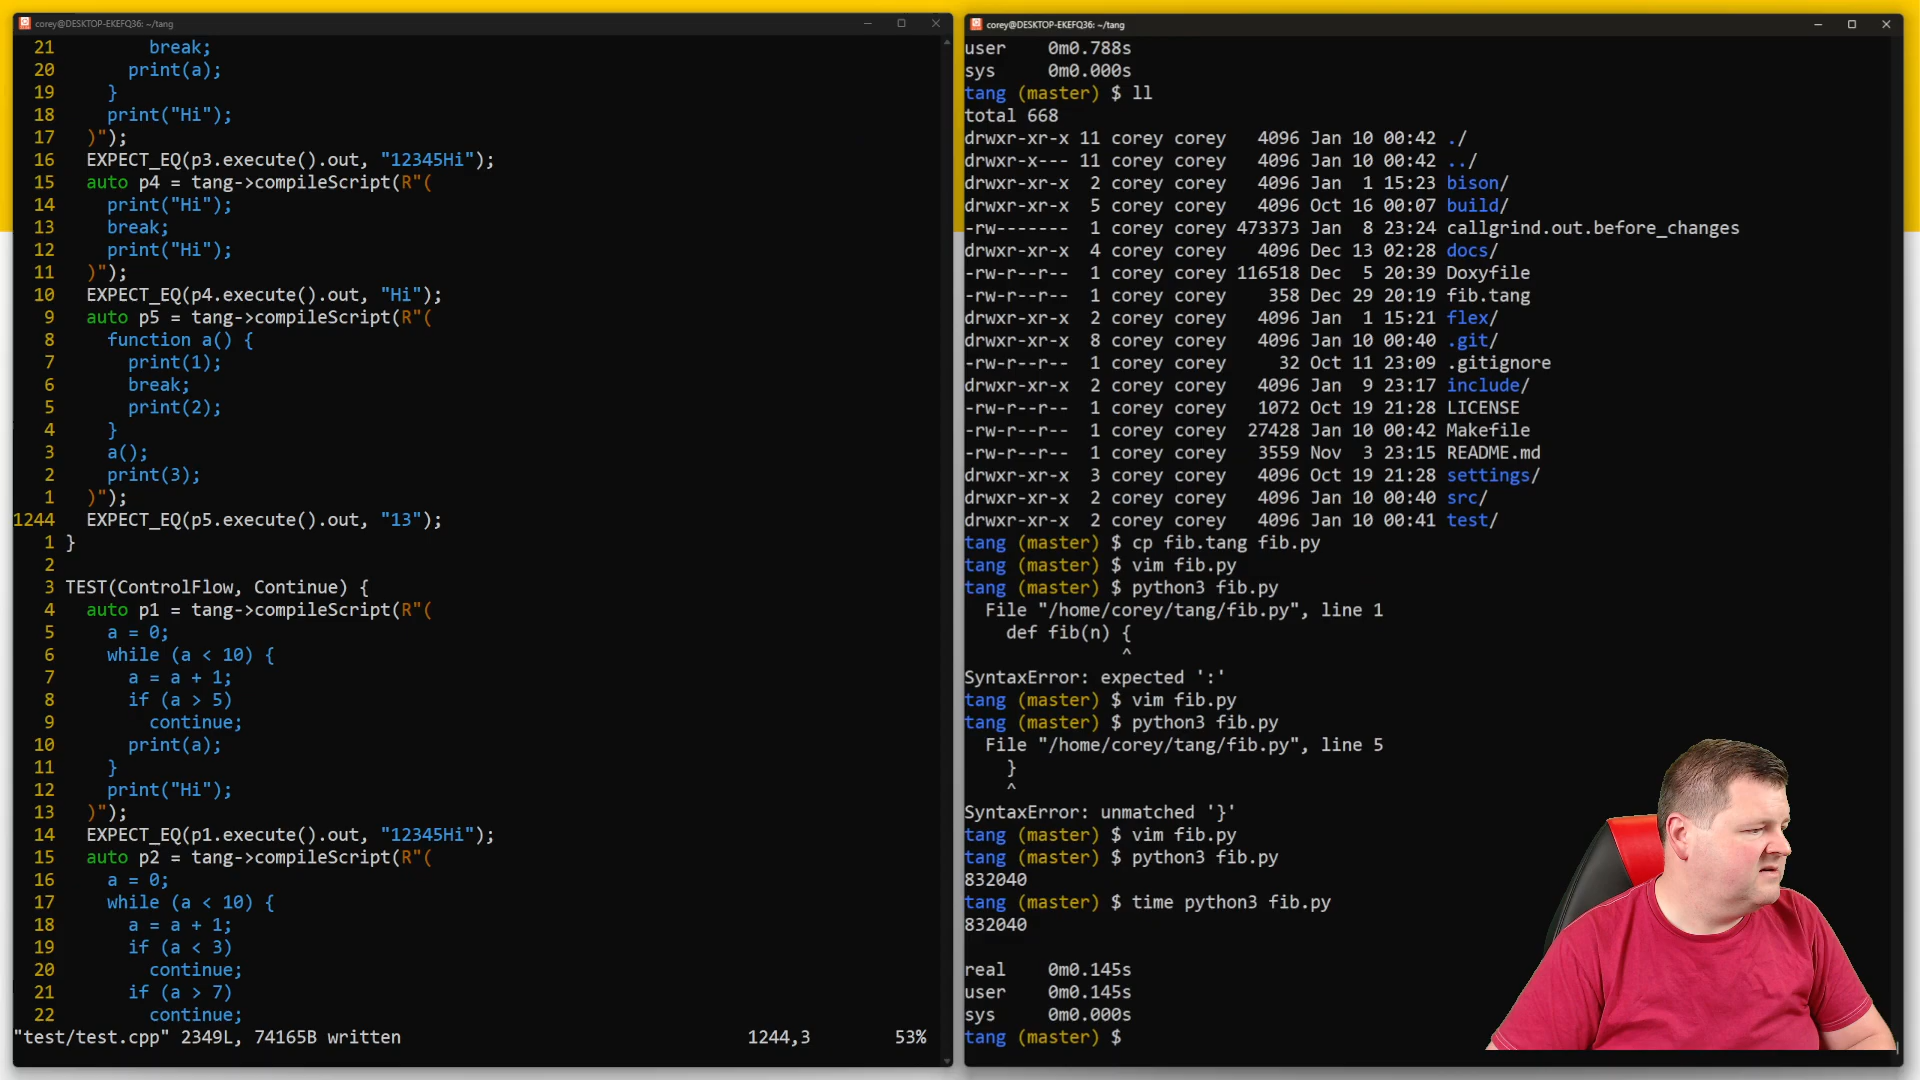 corey@DESKTOP-EKEFQ36: ~/tang
21 break;
20 print(a);
19 }
18 print("Hi");
17 )");
16 EXPECT_EQ(p3.execute().out, "12345Hi");
15 auto p4 = tang->compileScript(R"(
14 print("Hi");
13 break;
12 print("Hi");
11 )");
10 EXPECT_EQ(p4.execute().out, "Hi");
9 auto p5 = tang->compileScript(R"(
8 function a() {
7 print(1);
6 break;
5 print(2);
4 }
3 a();
2 print(3);
1 )");
1244 EXPECT_EQ(p5.execute().out, "13");
1 }
2
3 TEST(ControlFlow, Continue) {
4 auto p1 = tang->compileScript(R"(
5 a = 0;
6 while (a < 10) {
7 a = a + 1;
8 if (a > 5)
9 continue;
10 print(a);
11 }
12 print("Hi");
13 )");
14 EXPECT_EQ(p1.execute().out, "12345Hi");
15 auto p2 = tang->compileScript(R"(
16 a = 0;
17 while (a < 10) {
18 a = a + 1;
19 if (a < 3)
20 continue;
21 if (a > 7)
22 continue;
"test/test.cpp" 2349L, 74165B written 1244,3 53%
corey@DESKTOP-EKEFQ36: ~/tang
user 0m0.788s
sys 0m0.000s
tang (master) $ ll
total 668
drwxr-xr-x 11 corey corey 4096 Jan 10 00:42 ./
drwxr-x--- 11 corey corey 4096 Jan 10 00:42 ../
drwxr-xr-x 2 corey corey 4096 Jan 1 15:23 bison/
drwxr-xr-x 5 corey corey 4096 Oct 16 00:07 build/
-rw------- 1 corey corey 473373 Jan 8 23:24 callgrind.out.before_changes
drwxr-xr-x 4 corey corey 4096 Dec 13 02:28 docs/
-rw-r--r-- 1 corey corey 116518 Dec 5 20:39 Doxyfile
-rw-r--r-- 1 corey corey 358 Dec 29 20:19 fib.tang
drwxr-xr-x 2 corey corey 4096 Jan 1 15:21 flex/
drwxr-xr-x 8 corey corey 4096 Jan 10 00:40 .git/
-rw-r--r-- 1 corey corey 32 Oct 11 23:09 .gitignore
drwxr-xr-x 2 corey corey 4096 Jan 9 23:17 include/
-rw-r--r-- 1 corey corey 1072 Oct 19 21:28 LICENSE
-rw-r--r-- 1 corey corey 27428 Jan 10 00:42 Makefile
-rw-r--r-- 1 corey corey 3559 Nov 3 23:15 README.md
drwxr-xr-x 3 corey corey 4096 Oct 19 21:28 settings/
drwxr-xr-x 2 corey corey 4096 Jan 10 00:40 src/
drwxr-xr-x 2 corey corey 4096 Jan 10 00:41 test/
tang (master) $ cp fib.tang fib.py
tang (master) $ vim fib.py
tang (master) $ python3 fib.py
File "/home/corey/tang/fib.py", line 1
def fib(n) {
^
SyntaxError: expected ':'
tang (master) $ vim fib.py
tang (master) $ python3 fib.py
File "/home/corey/tang/fib.py", line 5
}
^
SyntaxError: unmatched '}'
tang (master) $ vim fib.py
tang (master) $ python3 fib.py
832040
tang (master) $ time python3 fib.py
832040
real 0m0.145s
user 0m0.145s
sys 0m0.000s
tang (master) $